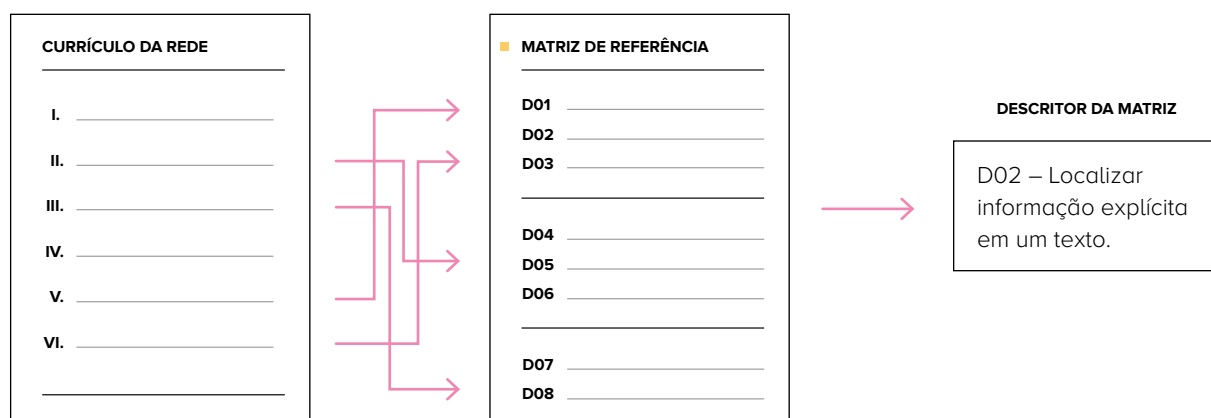 CURRÍCULO DA REDE
I.
II.
III.
IV.
V.
VI.
MATRIZ DE REFERÊNCIA
D01
D02
D03
D04
D05
D06
D07
D08
DESCRITOR DA MATRIZ
D02 – Localizar
informação explícita
em um texto.